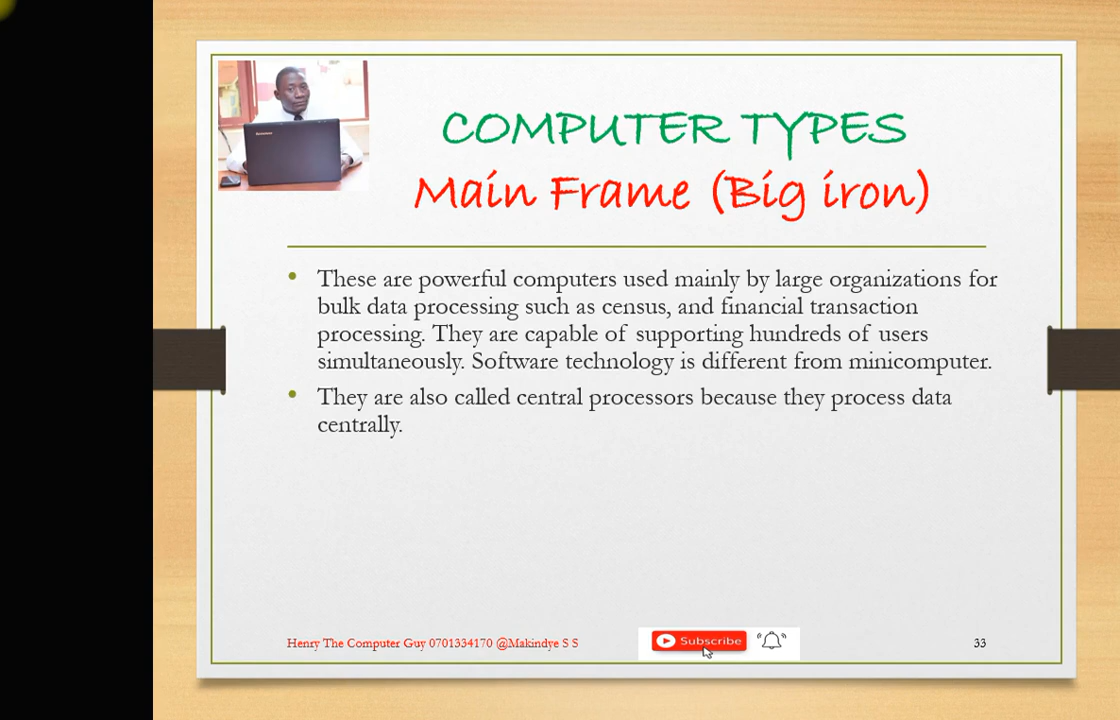 COMPUTER TYPES
Main Frame (Big iron)
• These are powerful computers used mainly by large organizations for
bulk data processing such as census, and financial transaction
processing. They are capable of supporting hundreds of users
simultaneously. Software technology is different from minicomputer.
• They are also called central processors because they process data
centrally.
Henry The Computer Guy 0701334170 @Makindye S S
Subscribe
33